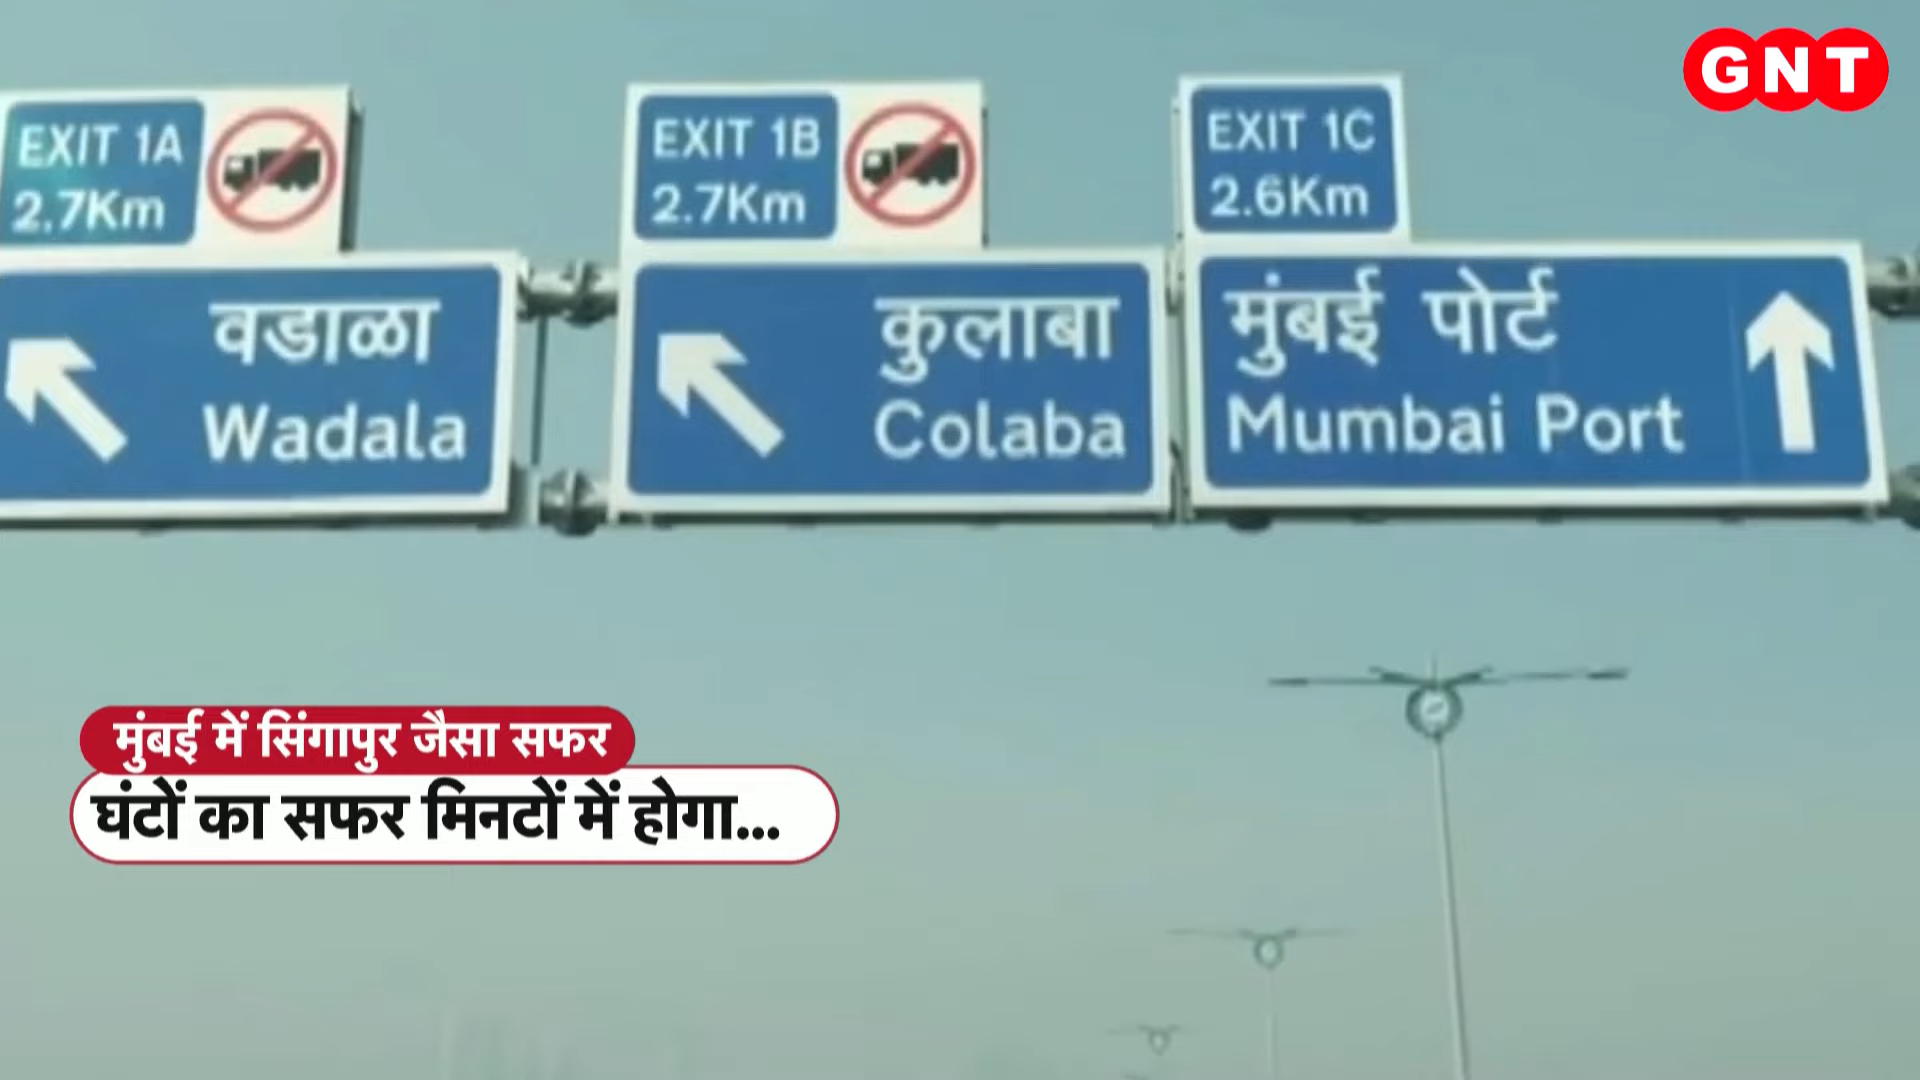 GNT
EXIT 1A
2.7Km
वडाळा
Wadala
EXIT 1B
2.7Km
कुलाबा
Colaba
EXIT 1C
2.6Km
मुंबई पोर्ट
Mumbai Port
मुंबई में सिंगापुर जैसा सफर
घंटों का सफर मिनटों में होगा...